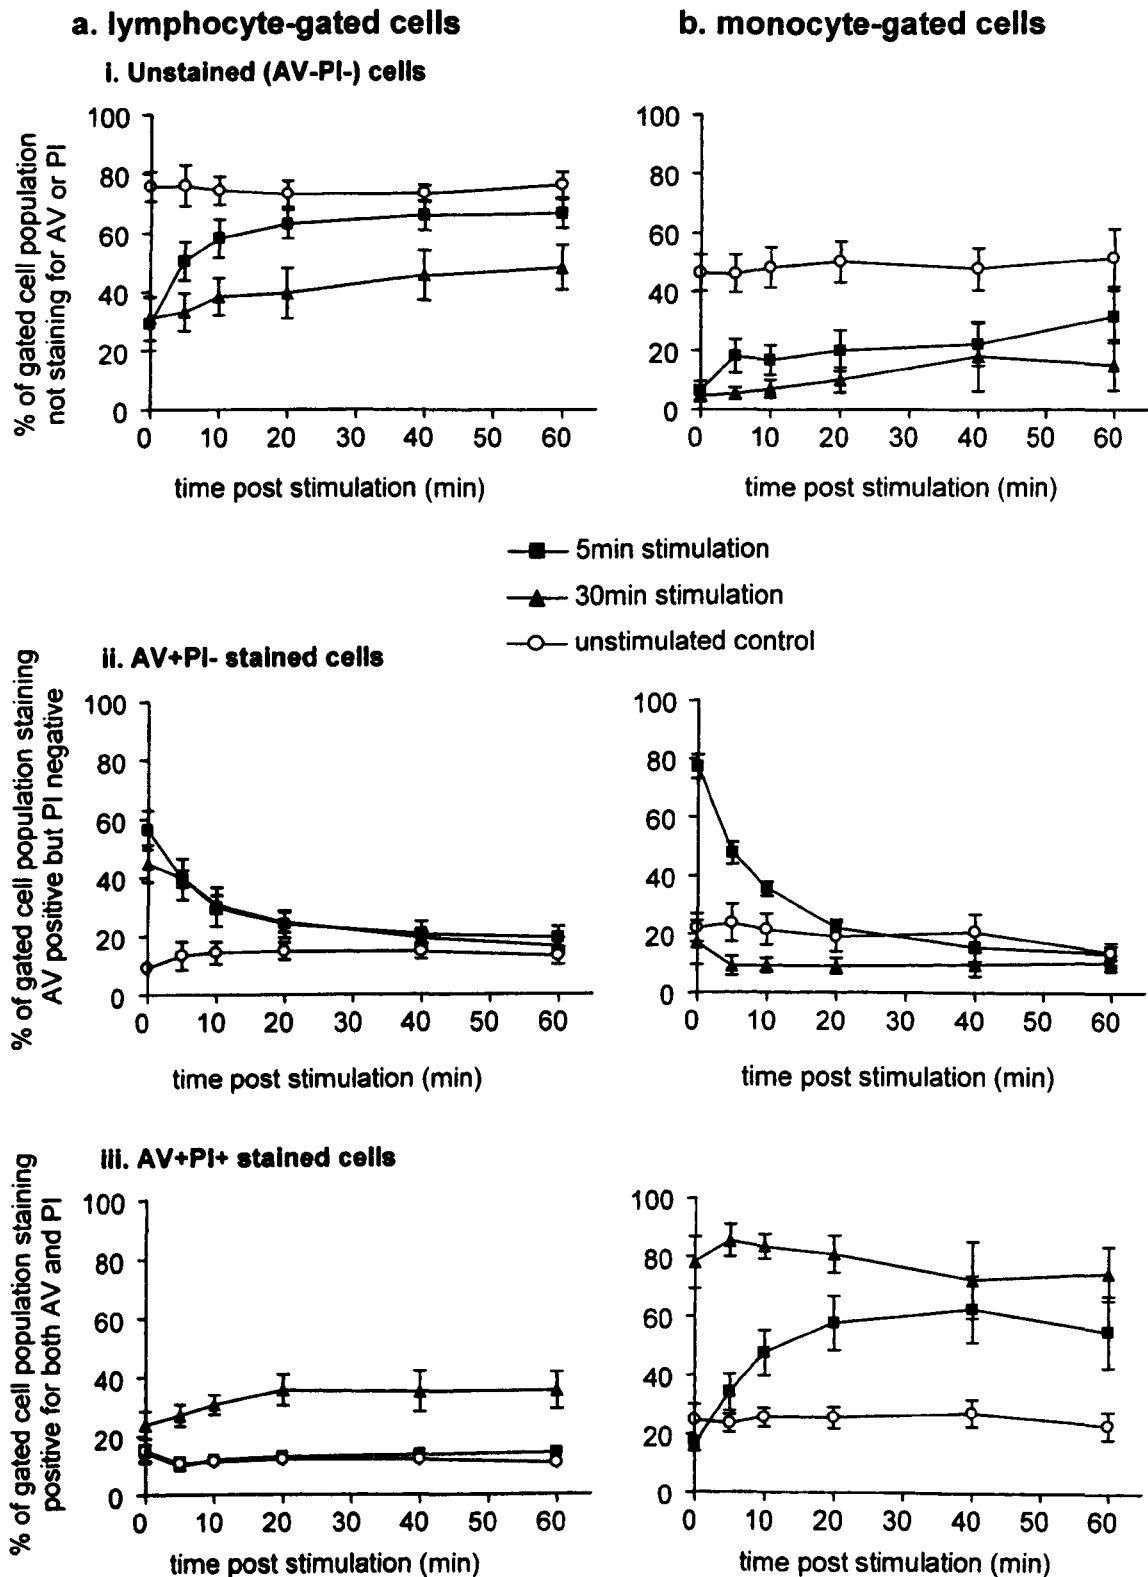 a. lymphocyte-gated cells
b. monocyte-gated cells
i. Unstained (AV-PI-) cells
% of gated cell population
not staining for AV or PI
100
80
60
40
20
0
0 10 20 30 40 50 60
time post stimulation (min)
100
80
60
40
20
0
0 10 20 30 40 50 60
time post stimulation (min)
5min stimulation
30min stimulation
unstimulated control
ii. AV+PI- stained cells
% of gated cell population staining
AV positive but PI negative
100
80
60
40
20
0
0 10 20 30 40 50 60
time post stimulation (min)
100
80
60
40
20
0
0 10 20 30 40 50 60
time post stimulation (min)
iii. AV+PI+ stained cells
% of gated cell population staining
positive for both AV and PI
100
80
60
40
20
0
0 10 20 30 40 50 60
time post stimulation (min)
100
80
60
40
20
0
0 10 20 30 40 50 60
time post stimulation (min)